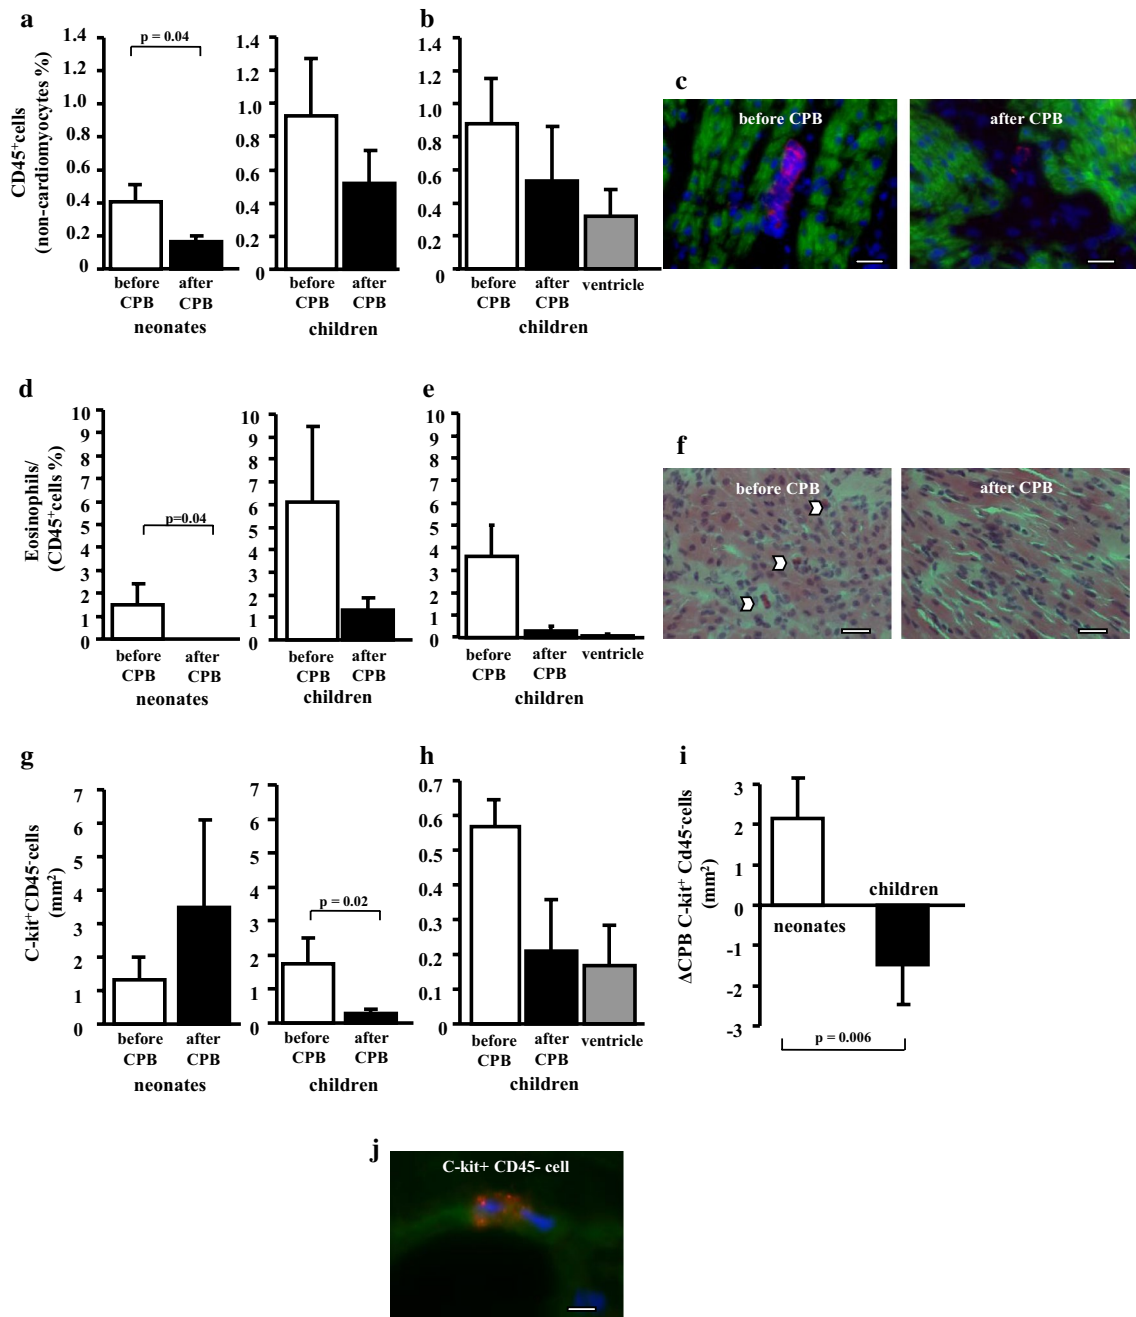 a
CD45+cells
(non-cardiomyocytes %)
1.4
1.2
1.0
0.8
0.6
0.4
0.2
0
p = 0.04
before CPB
after CPB
neonates
1.4
1.2
1.0
0.8
0.6
0.4
0.2
0
before CPB
after CPB
children
b
1.4
1.2
1.0
0.8
0.6
0.4
0.2
0
before CPB
after CPB
ventricle
children
c
before CPB
after CPB
d
Eosinophils/
(CD45+cells %)
10
9
8
7
6
5
4
3
2
1
0
p=0.04
before CPB
after CPB
neonates
10
9
8
7
6
5
4
3
2
1
0
before CPB
after CPB
children
e
10
9
8
7
6
5
4
3
2
1
0
before CPB
after CPB
ventricle
children
f
before CPB
after CPB
g
C-kit+CD45-cells
(mm²)
7
6
5
4
3
2
1
0
before CPB
after CPB
neonates
7
6
5
4
3
2
1
0
p = 0.02
before CPB
after CPB
children
h
0.7
0.6
0.5
0.4
0.3
0.2
0.1
0
before CPB
after CPB
ventricle
children
i
ΔCPB C-kit+ Cd45-cells
(mm²)
3
2
1
0
-1
-2
-3
children
neonates
p = 0.006
j
C-kit+ CD45- cell